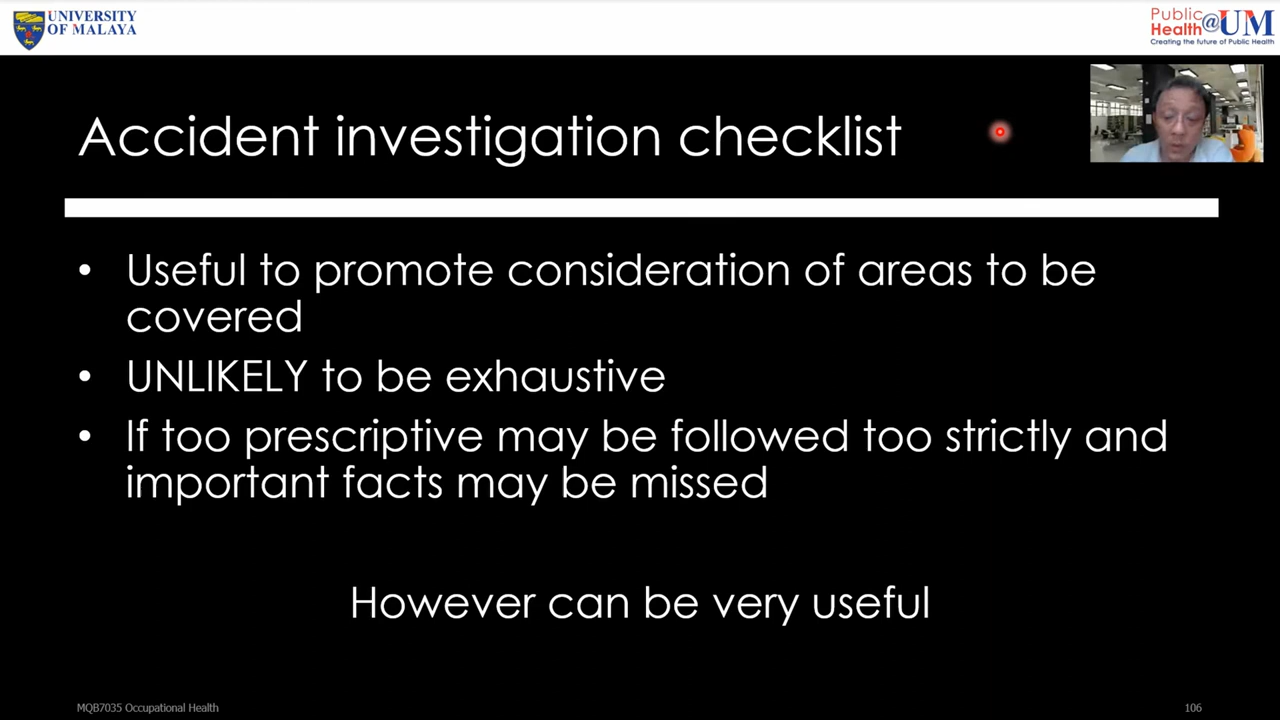 UNIVERSITY
OF MALAYA
Public
Health@UM
Creating the future of Public Health
Accident investigation checklist
• Useful to promote consideration of areas to be
covered
• UNLIKELY to be exhaustive
• If too prescriptive may be followed too strictly and
important facts may be missed
However can be very useful
MQB7035 Occupational Health
106